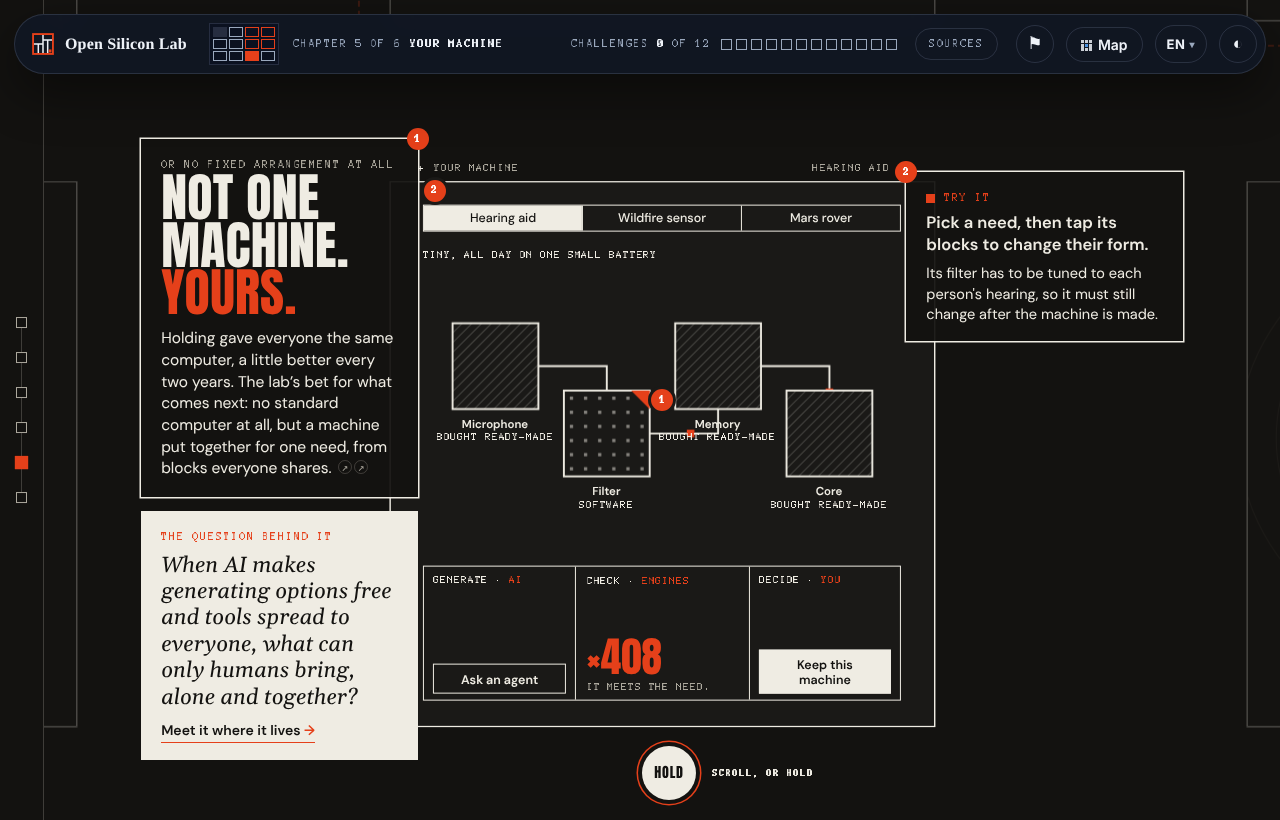 Open Silicon Lab
CHAPTER 5 OF 6 YOUR MACHINE
CHALLENGES 0 OF 12
SOURCES
Map
EN
1
OR NO FIXED ARRANGEMENT AT ALL
NOT ONE
MACHINE.
YOURS.
Holding gave everyone the same
computer, a little better every
two years. The lab's bet for what
comes next: no standard
computer at all, but a machine
put together for one need, from
blocks everyone shares.
THE QUESTION BEHIND IT
When AI makes
generating options free
and tools spread to
everyone, what can
only humans bring,
alone and together?
Meet it where it lives →
YOUR MACHINE
HEARING AID
2
Hearing aid
Wildfire sensor
Mars rover
TINY, ALL DAY ON ONE SMALL BATTERY
Microphone
BOUGHT READY-MADE
1
Memory
BOUGHT READY-MADE
Filter
SOFTWARE
Core
BOUGHT READY-MADE
GENERATE · AI
Ask an agent
CHECK · ENGINES
×408
IT MEETS THE NEED.
DECIDE · YOU
Keep this
machine
2
TRY IT
Pick a need, then tap its
blocks to change their form.
Its filter has to be tuned to each
person's hearing, so it must still
change after the machine is made.
HOLD
SCROLL, OR HOLD